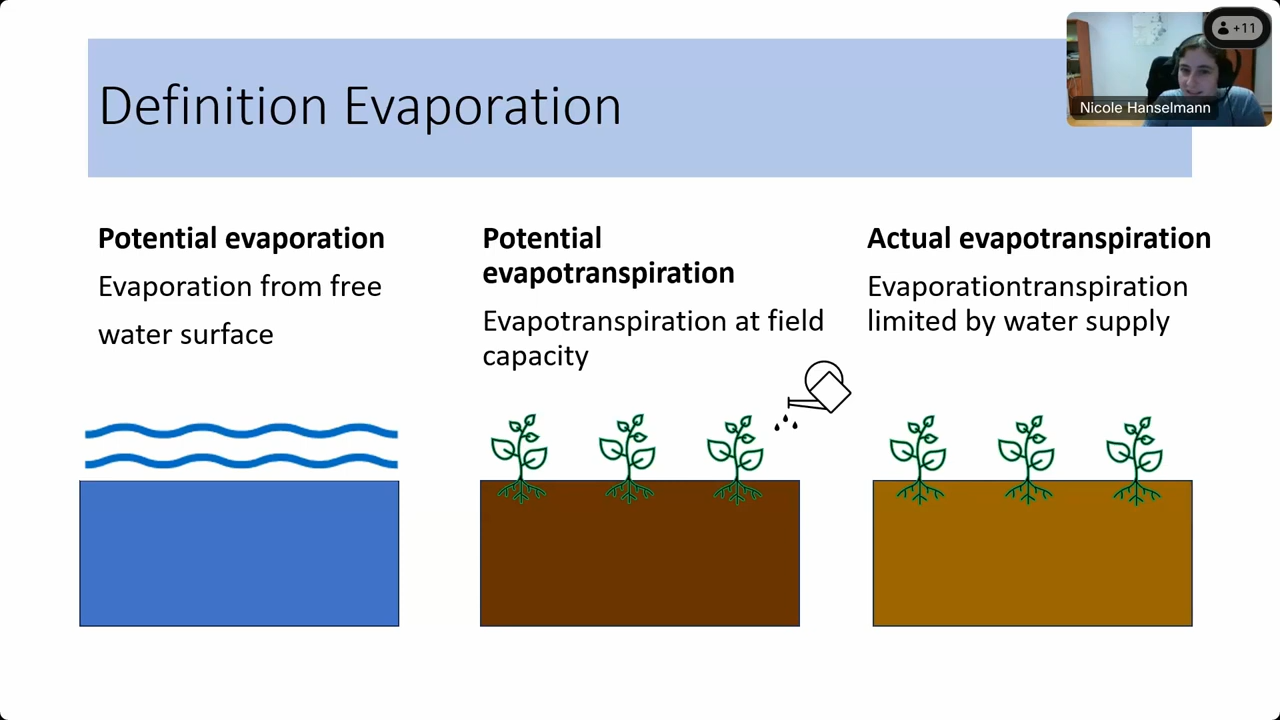 Definition Evaporation
+11
Nicole Hanselmann
Potential evaporation
Evaporation from free
water surface
Potential
evapotranspiration
Evapotranspiration at field
capacity
Actual evapotranspiration
Evaporationtranspiration
limited by water supply